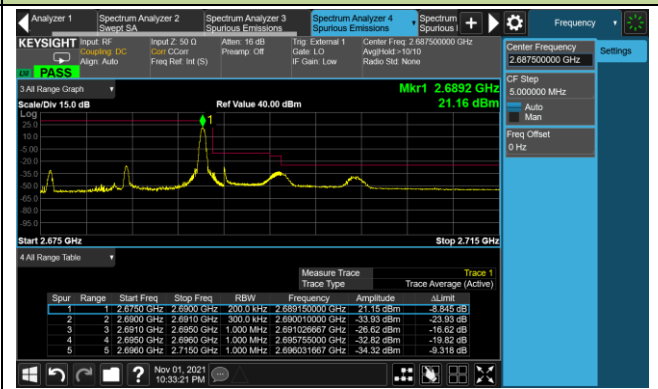 Analyzer 1
Spectrum Analyzer 2
Swept SA
Spectrum Analyzer 3
Spurious Emissions
Spectrum Analyzer 4
Spurious Emissions
Spectrum
Spurious
Frequency
KEYSIGHT
Input: RF
Coupling: DC
Align: Auto
Input Z: 50 Ω
Corr CCorr
Freq Ref: Int (S)
Atten: 16 dB
Preamp: Off
Trig: External 1
Gate: LO
IF Gain: Low
Center Freq: 2.687500000 GHz
Avg|Hold:>10/10
Radio Std: None
PASS
Center Frequency
2.687500000 GHz
Settings
CF Step
5.000000 MHz
Auto
Man
Freq Offset
0 Hz
3 All Range Graph
Mkr1 2.6892 GHz
Scale/Div 15.0 dB
Ref Value 40.00 dBm
21.16 dBm
Log
25.0
10.0
-5.00
-20.0
-35.0
-50.0
-65.0
-80.0
-95.0
1
Start 2.675 GHz
Stop 2.715 GHz
4 All Range Table
Measure Trace Trace 1
Trace Type Trace Average (Active)
Spur Range Start Freq Stop Freq RBW Frequency Amplitude ΔLimit
1 1 2.6750 GHz 2.6900 GHz 200.0 kHz 2.689150000 GHz 21.15 dBm -8.845 dB
2 2 2.6900 GHz 2.6910 GHz 300.0 kHz 2.690010000 GHz -33.93 dBm -23.93 dB
3 3 2.6910 GHz 2.6950 GHz 1.000 MHz 2.691026667 GHz -26.62 dBm -16.62 dB
4 4 2.6950 GHz 2.6960 GHz 1.000 MHz 2.695755000 GHz -32.82 dBm -19.82 dB
5 5 2.6960 GHz 2.7150 GHz 1.000 MHz 2.696031667 GHz -34.32 dBm -9.318 dB
Nov 01, 2021
10:33:21 PM